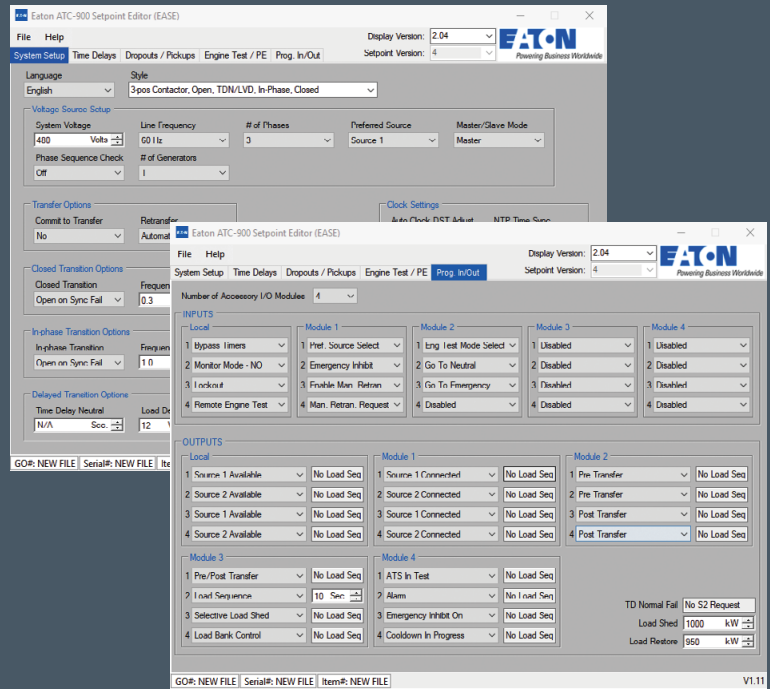 Eaton ATC-900 Setpoint Editor (EASE)
File Help
Display Version: 2.04
Setpoint Version: 4
EATON
Powering Business Worldwide
System Setup Time Delays Dropouts / Pickups Engine Test / PE Prog. In/Out
Language Style
English 3-pos Contactor, Open, TDN/LVD, In-Phase, Closed
Voltage Source Setup
System Voltage Line Frequency # of Phases Preferred Source Master/Slave Mode
480 Volts 60 Hz 3 Source 1 Master
Phase Sequence Check # of Generators
Off 1
Transfer Options
Commit to Transfer Retransfer
No Automat
Clock Settings
Auto Clock DST Adjust NTP Time Sync
Closed Transition Options
Closed Transition Frequen
Open on Sync Fail 0.3
In-phase Transition Options
In-phase Transition Frequen
Open on Sync Fail 1.0
Delayed Transition Options
Time Delay Neutral Load De
N/A Sec. 12 V
GO#: NEW FILE Serial#: NEW FILE Ite
Eaton ATC-900 Setpoint Editor (EASE)
File Help
Display Version: 2.04
Setpoint Version: 4
EATON
Powering Business Worldwide
System Setup Time Delays Dropouts / Pickups Engine Test / PE Prog. In/Out
Number of Accessory I/O Modules 4
INPUTS
Local Module 1 Module 2 Module 3 Module 4
1 Bypass Timers 1 Pref. Source Select 1 Eng Test Mode Select 1 Disabled 1 Disabled
2 Monitor Mode - NO 2 Emergency Inhibit 2 Go To Neutral 2 Disabled 2 Disabled
3 Lockout 3 Enable Man. Retran 3 Go To Emergency 3 Disabled 3 Disabled
4 Remote Engine Test 4 Man. Retran. Request 4 Disabled 4 Disabled 4 Disabled
OUTPUTS
Local Module 1 Module 2
1 Source 1 Available No Load Seq 1 Source 1 Connected No Load Seq 1 Pre Transfer No Load Seq
2 Source 2 Available No Load Seq 2 Source 2 Connected No Load Seq 2 Pre Transfer No Load Seq
3 Source 1 Available No Load Seq 3 Source 1 Connected No Load Seq 3 Post Transfer No Load Seq
4 Source 2 Available No Load Seq 4 Source 2 Connected No Load Seq 4 Post Transfer No Load Seq
Module 3 Module 4
1 Pre/Post Transfer No Load Seq 1 ATS In Test No Load Seq
2 Load Sequence 10 Sec 2 Alarm No Load Seq
3 Selective Load Shed No Load Seq 3 Emergency Inhibit On No Load Seq
4 Load Bank Control No Load Seq 4 Cooldown In Progress No Load Seq
TD Normal Fail No S2 Request
Load Shed 1000 kW
Load Restore 950 kW
GO#: NEW FILE Serial#: NEW FILE Item#: NEW FILE V1.11